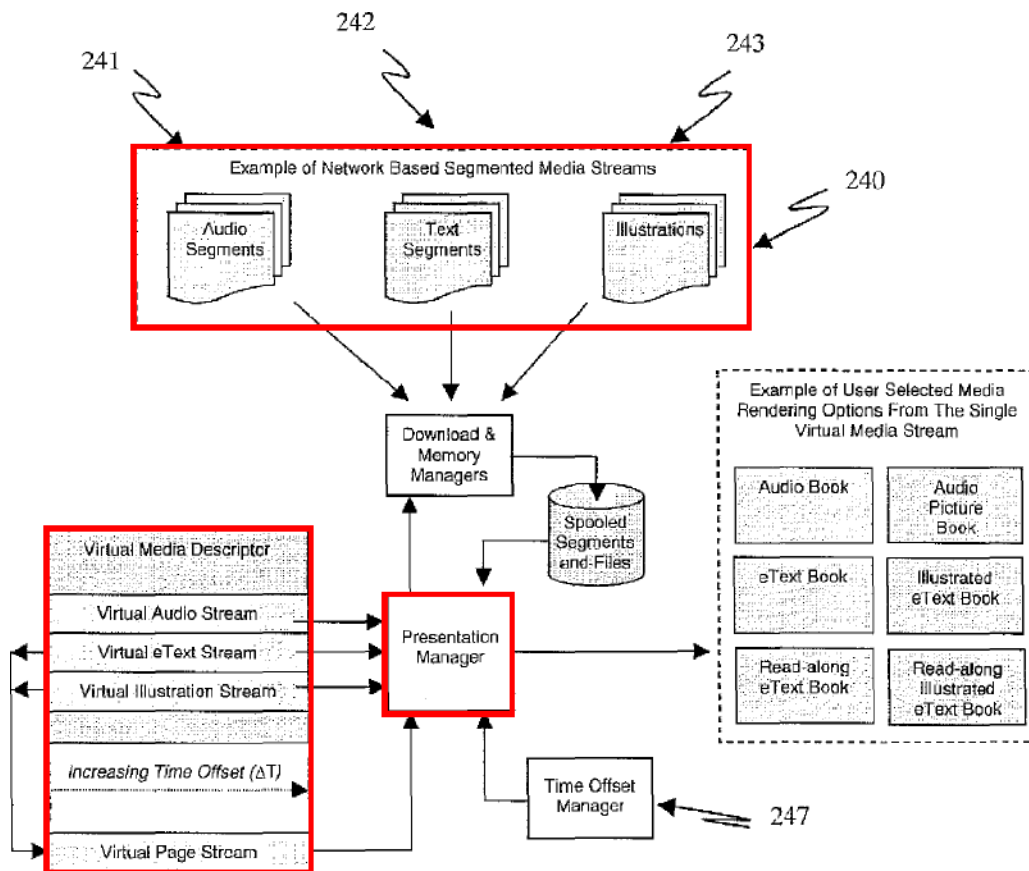 242
241
243
Example of Network Based Segmented Media Streams
240
Audio
Segments
Text
Segments
Illustrations
Example of User Selected Media
Rendering Options From The Single
Virtual Media Stream
Download &
Memory
Managers
Audio Book
Audio
Picture
Book
Spooled
Segments
and Files
Virtual Media Descriptor
eText Book
Illustrated
eText Book
Virtual Audio Stream
Presentation
Manager
Virtual eText Stream
Virtual Illustration Stream
Read-along
eText Book
Read-along
Illustrated
eText Book
Increasing Time Offset (ΔT)
Time Offset
Manager
247
Virtual Page Stream